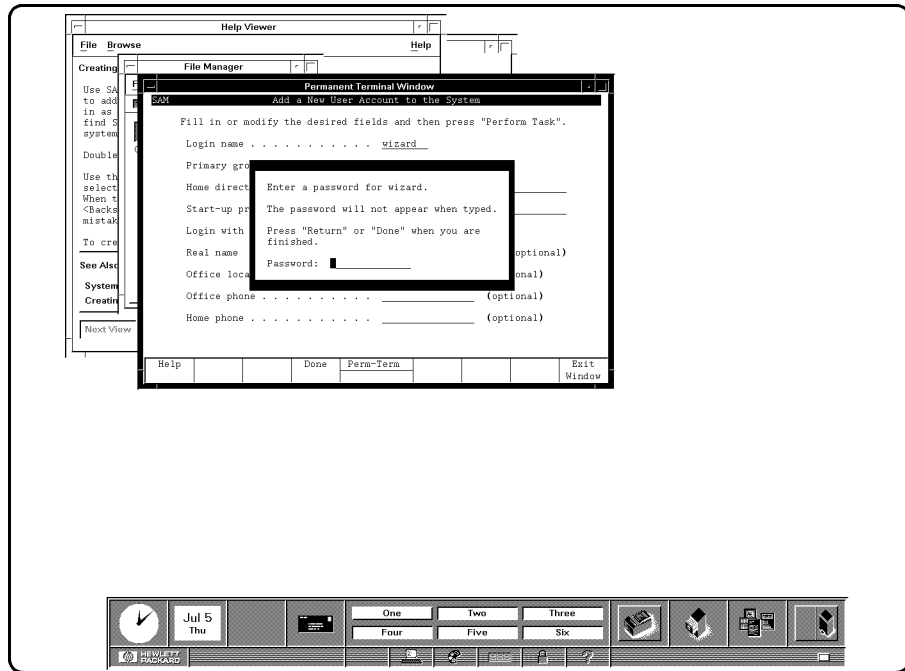 Help Viewer
File Browse Help
Creating
Use SA
to add
in as
find S
system
Double
Use th
select
When t
<Backs
mistak
To cre
See Also
System
Creatin
Next View
File Manager
F
Permanent Terminal Window
SAM Add a New User Account to the System
Fill in or modify the desired fields and then press "Perform Task".
Login name . . . . . . . . . . . wizard
Primary gro
Home direct
Start-up pr
Login with
Real name optional)
Office loca onal)
Office phone . . . . . . . . . . (optional)
Home phone . . . . . . . . . . . (optional)
Enter a password for wizard.
The password will not appear when typed.
Press "Return" or "Done" when you are
finished.
Password:
Help Done Perm-Term Exit
Window
Jul 5
Thu
One Two Three
Four Five Six
hp HEWLETT
PACKARD